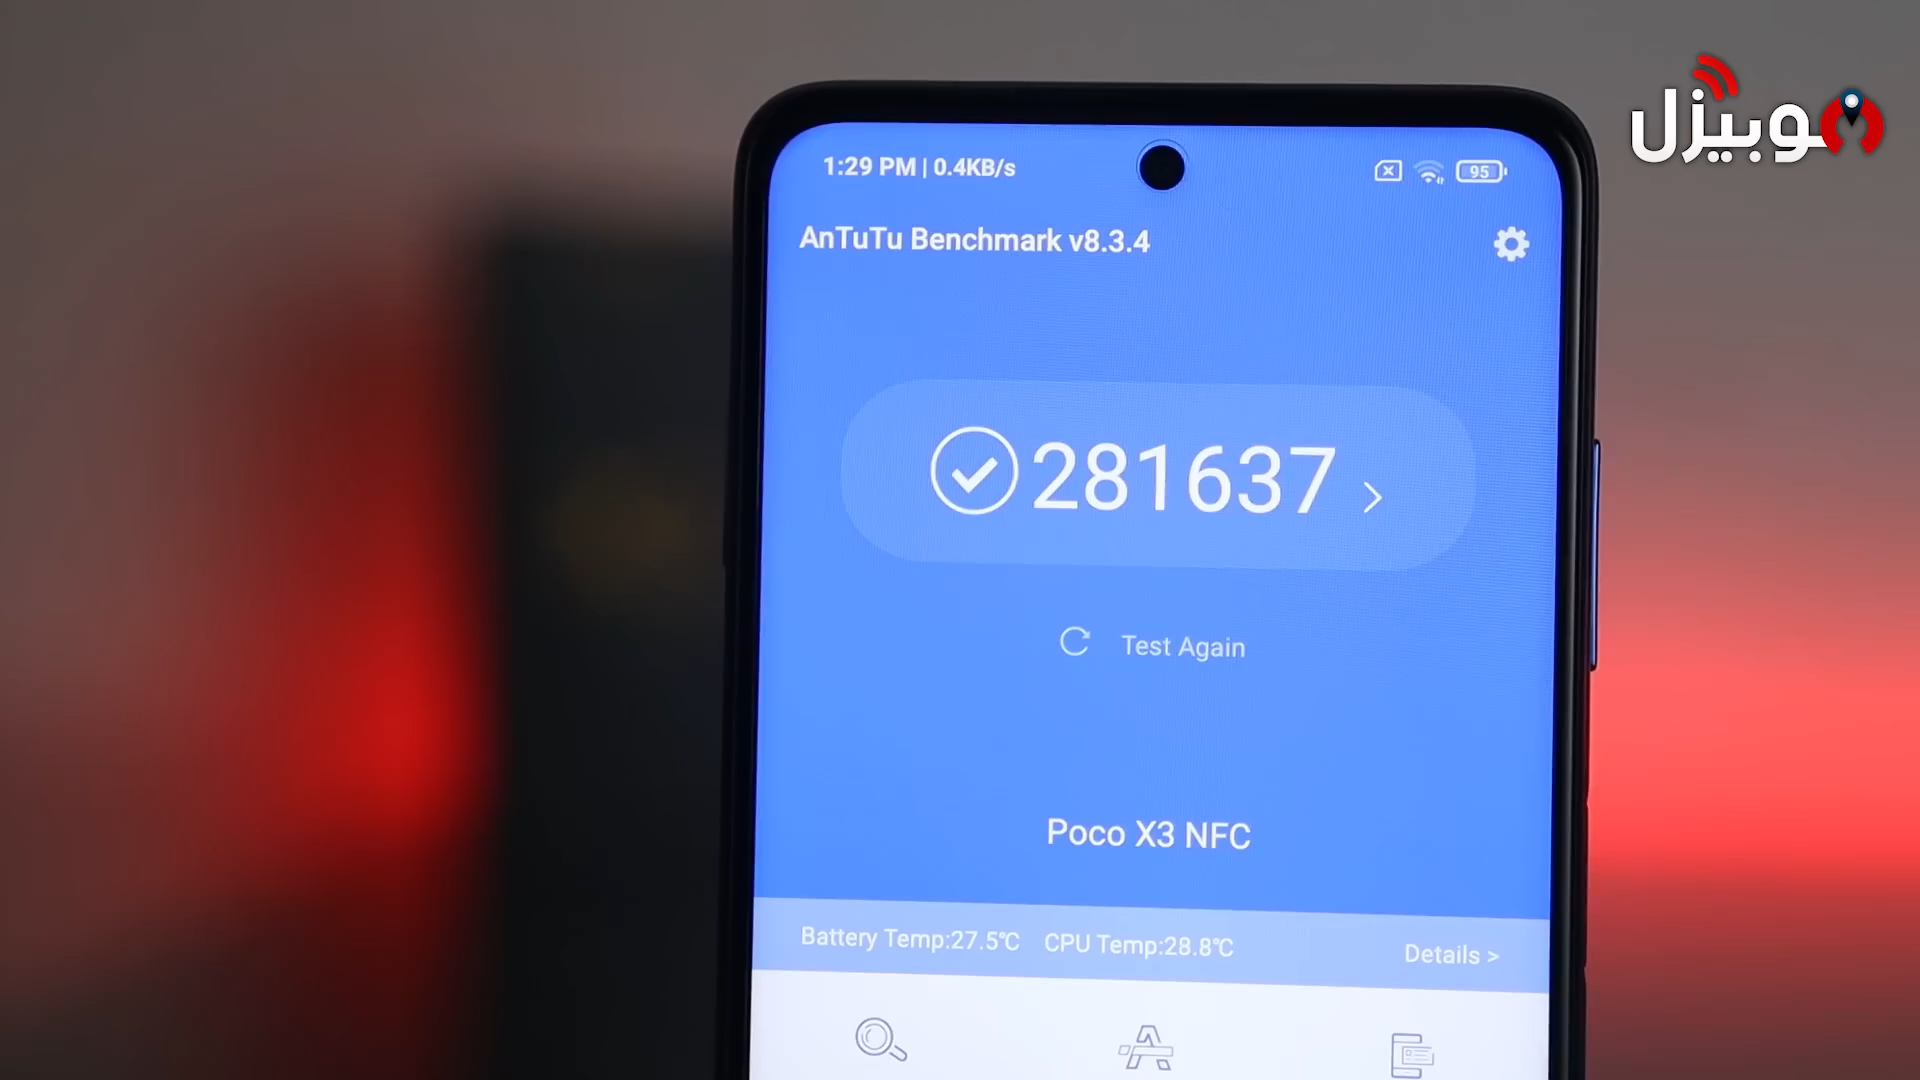 موبيزل
1:29 PM | 0.4KB/s
95
AnTuTu Benchmark v8.3.4
281637 >
Test Again
Poco X3 NFC
Battery Temp:27.5℃ CPU Temp:28.8℃ Details >